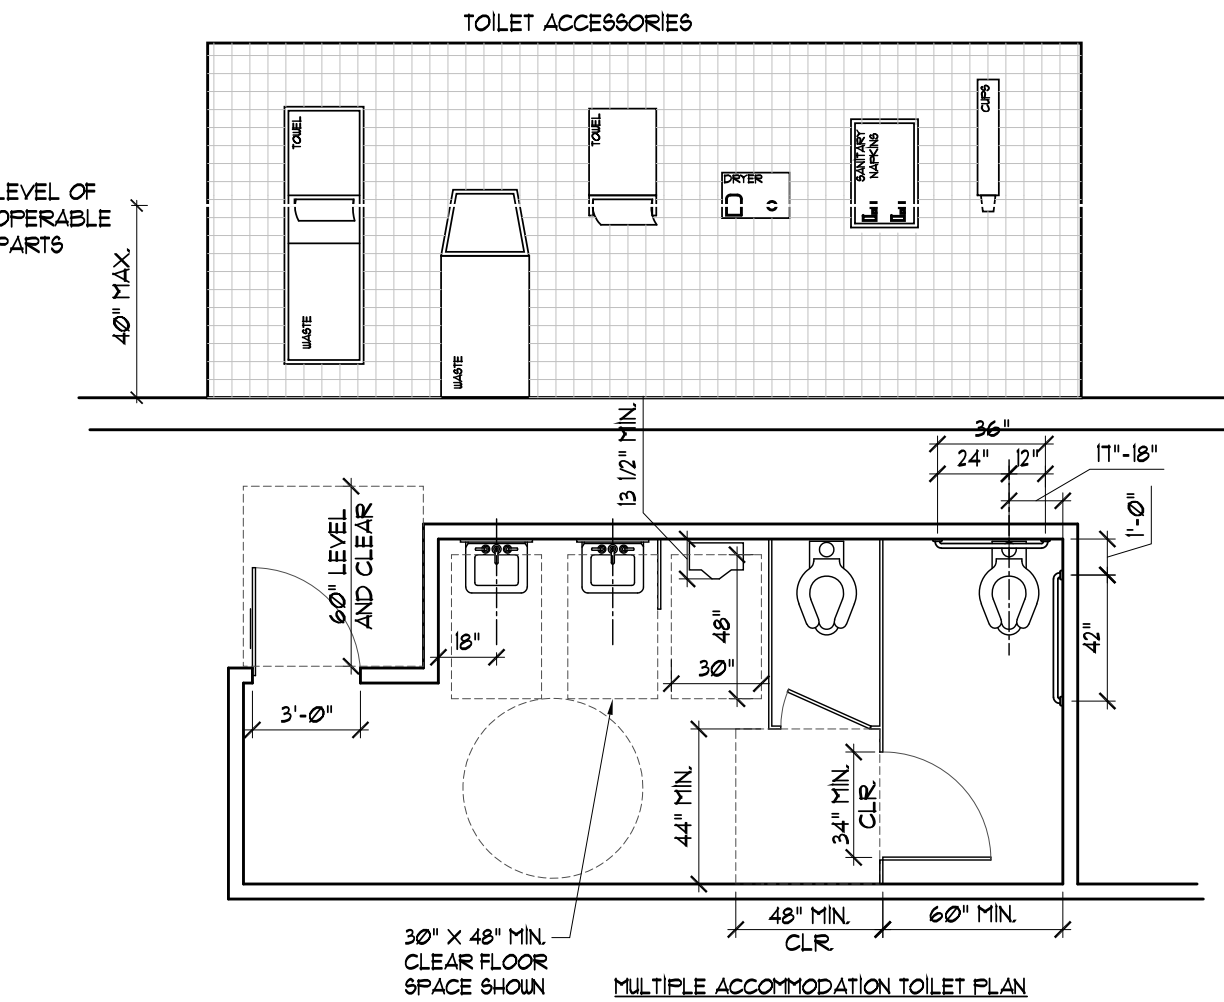 TOILET ACCESSORIES
TOWEL
TOWEL
DRYER
SANITARY
NAPKINS
CUPS
LEVEL OF
OPERABLE
PARTS
40" MAX.
WASTE
WASTE
13 1/2" MIN.
36"
24"
12"
17"-18"
1'-0"
60" LEVEL
AND CLEAR
18"
48"
30"
42"
3'-0"
44" MIN.
34" MIN.
CLR.
48" MIN.
CLR.
60" MIN.
30" X 48" MIN.
CLEAR FLOOR
SPACE SHOWN
MULTIPLE ACCOMMODATION TOILET PLAN